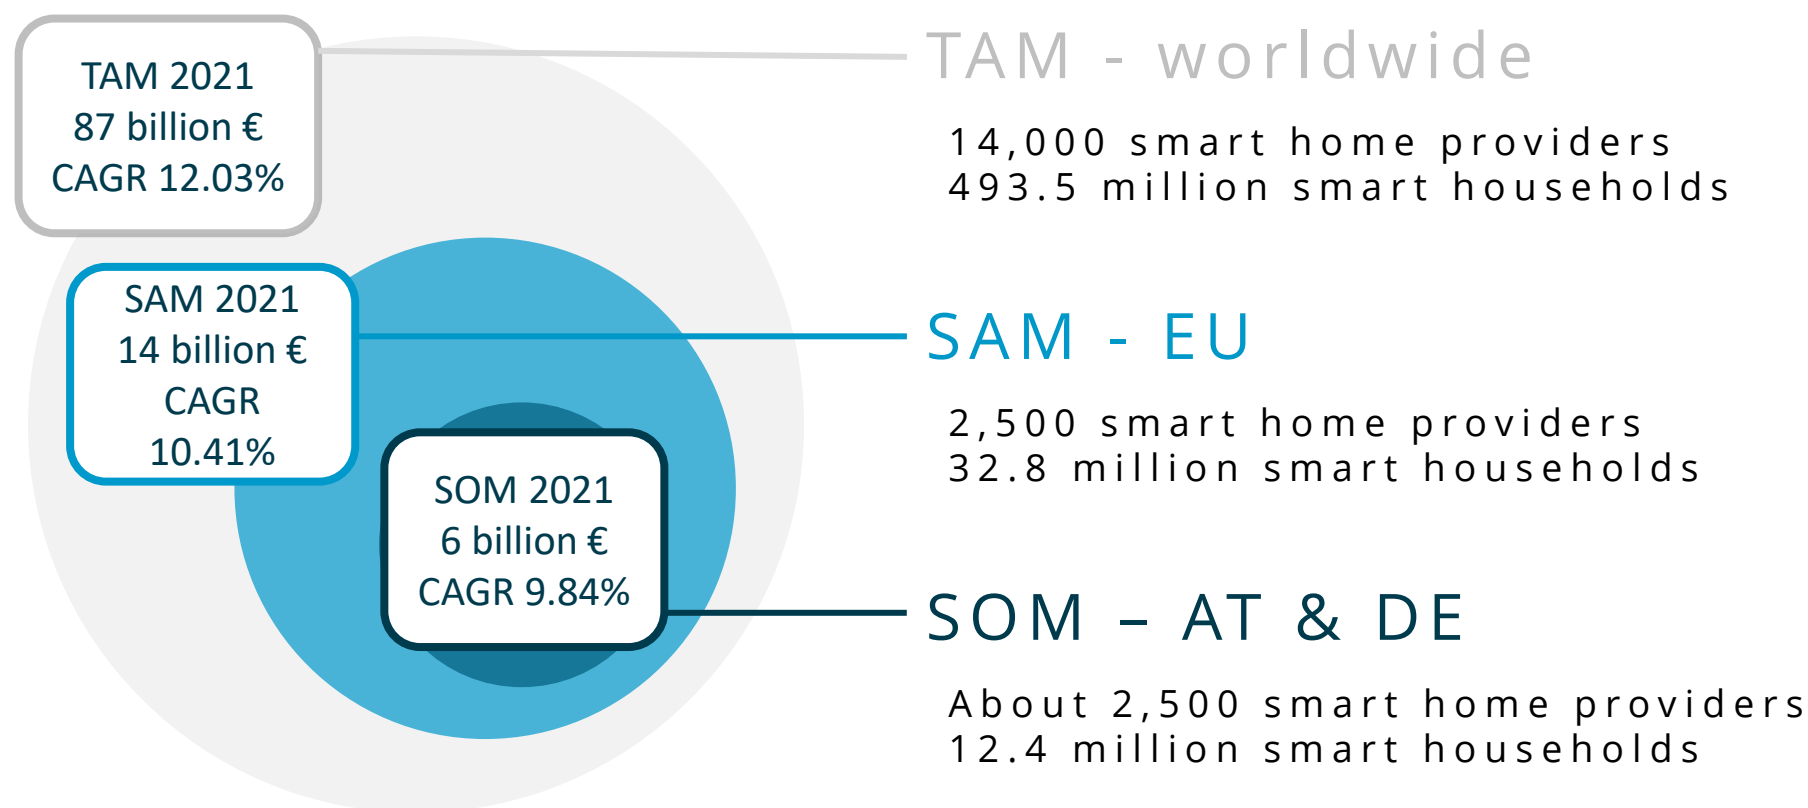 TAM 2021
87 billion €
CAGR 12.03%
TAM - worldwide
14,000 smart home providers
493.5 million smart households
SAM 2021
14 billion €
CAGR
10.41%
SAM - EU
2,500 smart home providers
32.8 million smart households
SOM 2021
6 billion €
CAGR 9.84%
SOM – AT & DE
About 2,500 smart home providers
12.4 million smart households